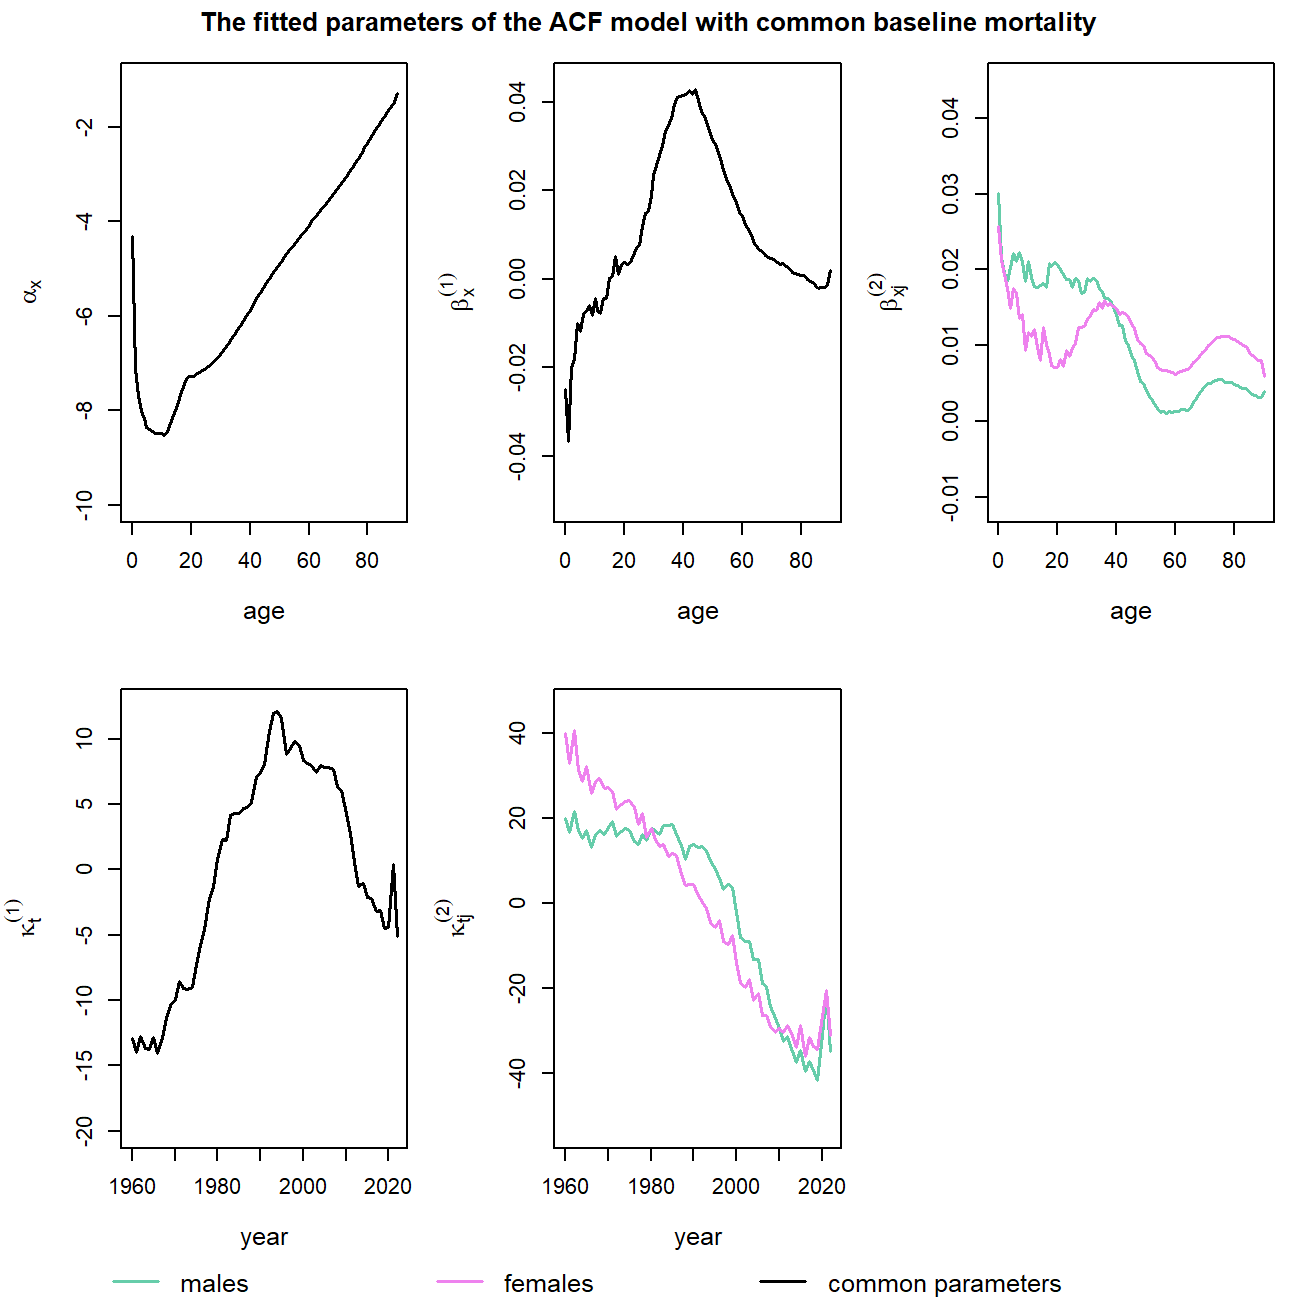 The fitted parameters of the ACF model with common baseline mortality
αx
-2
-4
-6
-8
-10
0 20 40 60 80
age
βx(1)
0.04
0.02
0.00
-0.02
-0.04
0 20 40 60 80
age
βxj(2)
0.04
0.03
0.02
0.01
0.00
-0.01
0 20 40 60 80
age
κt(1)
10
5
0
-5
-10
-15
-20
1960 1980 2000 2020
year
κtj(2)
40
20
0
-20
-40
1960 1980 2000 2020
year
males females common parameters